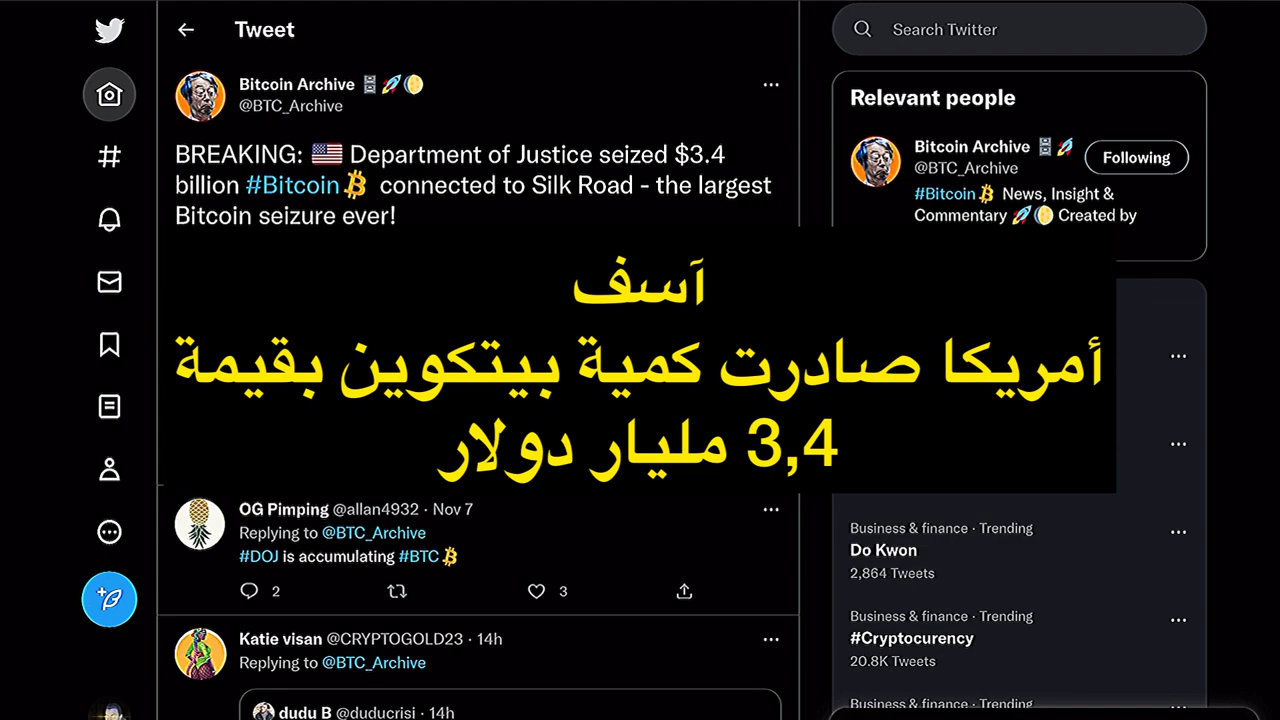 Tweet
Bitcoin Archive 🗄️🚀🌔
@BTC_Archive
BREAKING: 🇺🇸 Department of Justice seized $3.4
billion #Bitcoin connected to Silk Road - the largest
Bitcoin seizure ever!
آسف
أمريكا صادرت كمية بيتكوين بقيمة
3,4 مليار دولار
OG Pimping @allan4932 · Nov 7
Replying to @BTC_Archive
#DOJ is accumulating #BTC
2
3
Katie visan @CRYPTOGOLD23 · 14h
Replying to @BTC_Archive
dudu B @duducrisi · 14h
Search Twitter
Relevant people
Bitcoin Archive 🗄️🚀
@BTC_Archive
Following
#Bitcoin News, Insight &
Commentary 🚀🌔 Created by
Business & finance · Trending
Do Kwon
2,864 Tweets
Business & finance · Trending
#Cryptocurency
20.8K Tweets
Business & finance · Trending